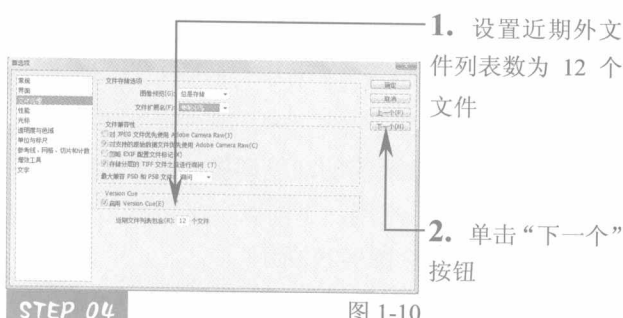 1. 设置近期外文
件列表数为 12 个
文件
首选项
常规
界面
文件处理
性能
光标
透明度与色域
单位与标尺
参考线、网格、切片和计数
增效工具
文字
文件存储选项
图像预览(G): 总是存储
文件扩展名(F): 使用小写
文件兼容性
对 JPEG 文件优先使用 Adobe Camera Raw(J)
对支持的原始数据文件优先使用 Adobe Camera Raw(C)
忽略 EXIF 配置文件标记(K)
存储分层的 TIFF 文件之前进行询问 (T)
最大兼容 PSD 和 PSB 文件: 询问
Version Cue
启用 Version Cue(E)
近期文件列表包含(R): 12 个文件
确定
取消
上一个(P)
下一个(N)
2. 单击“下一个”
按钮
STEP 04
图 1-10